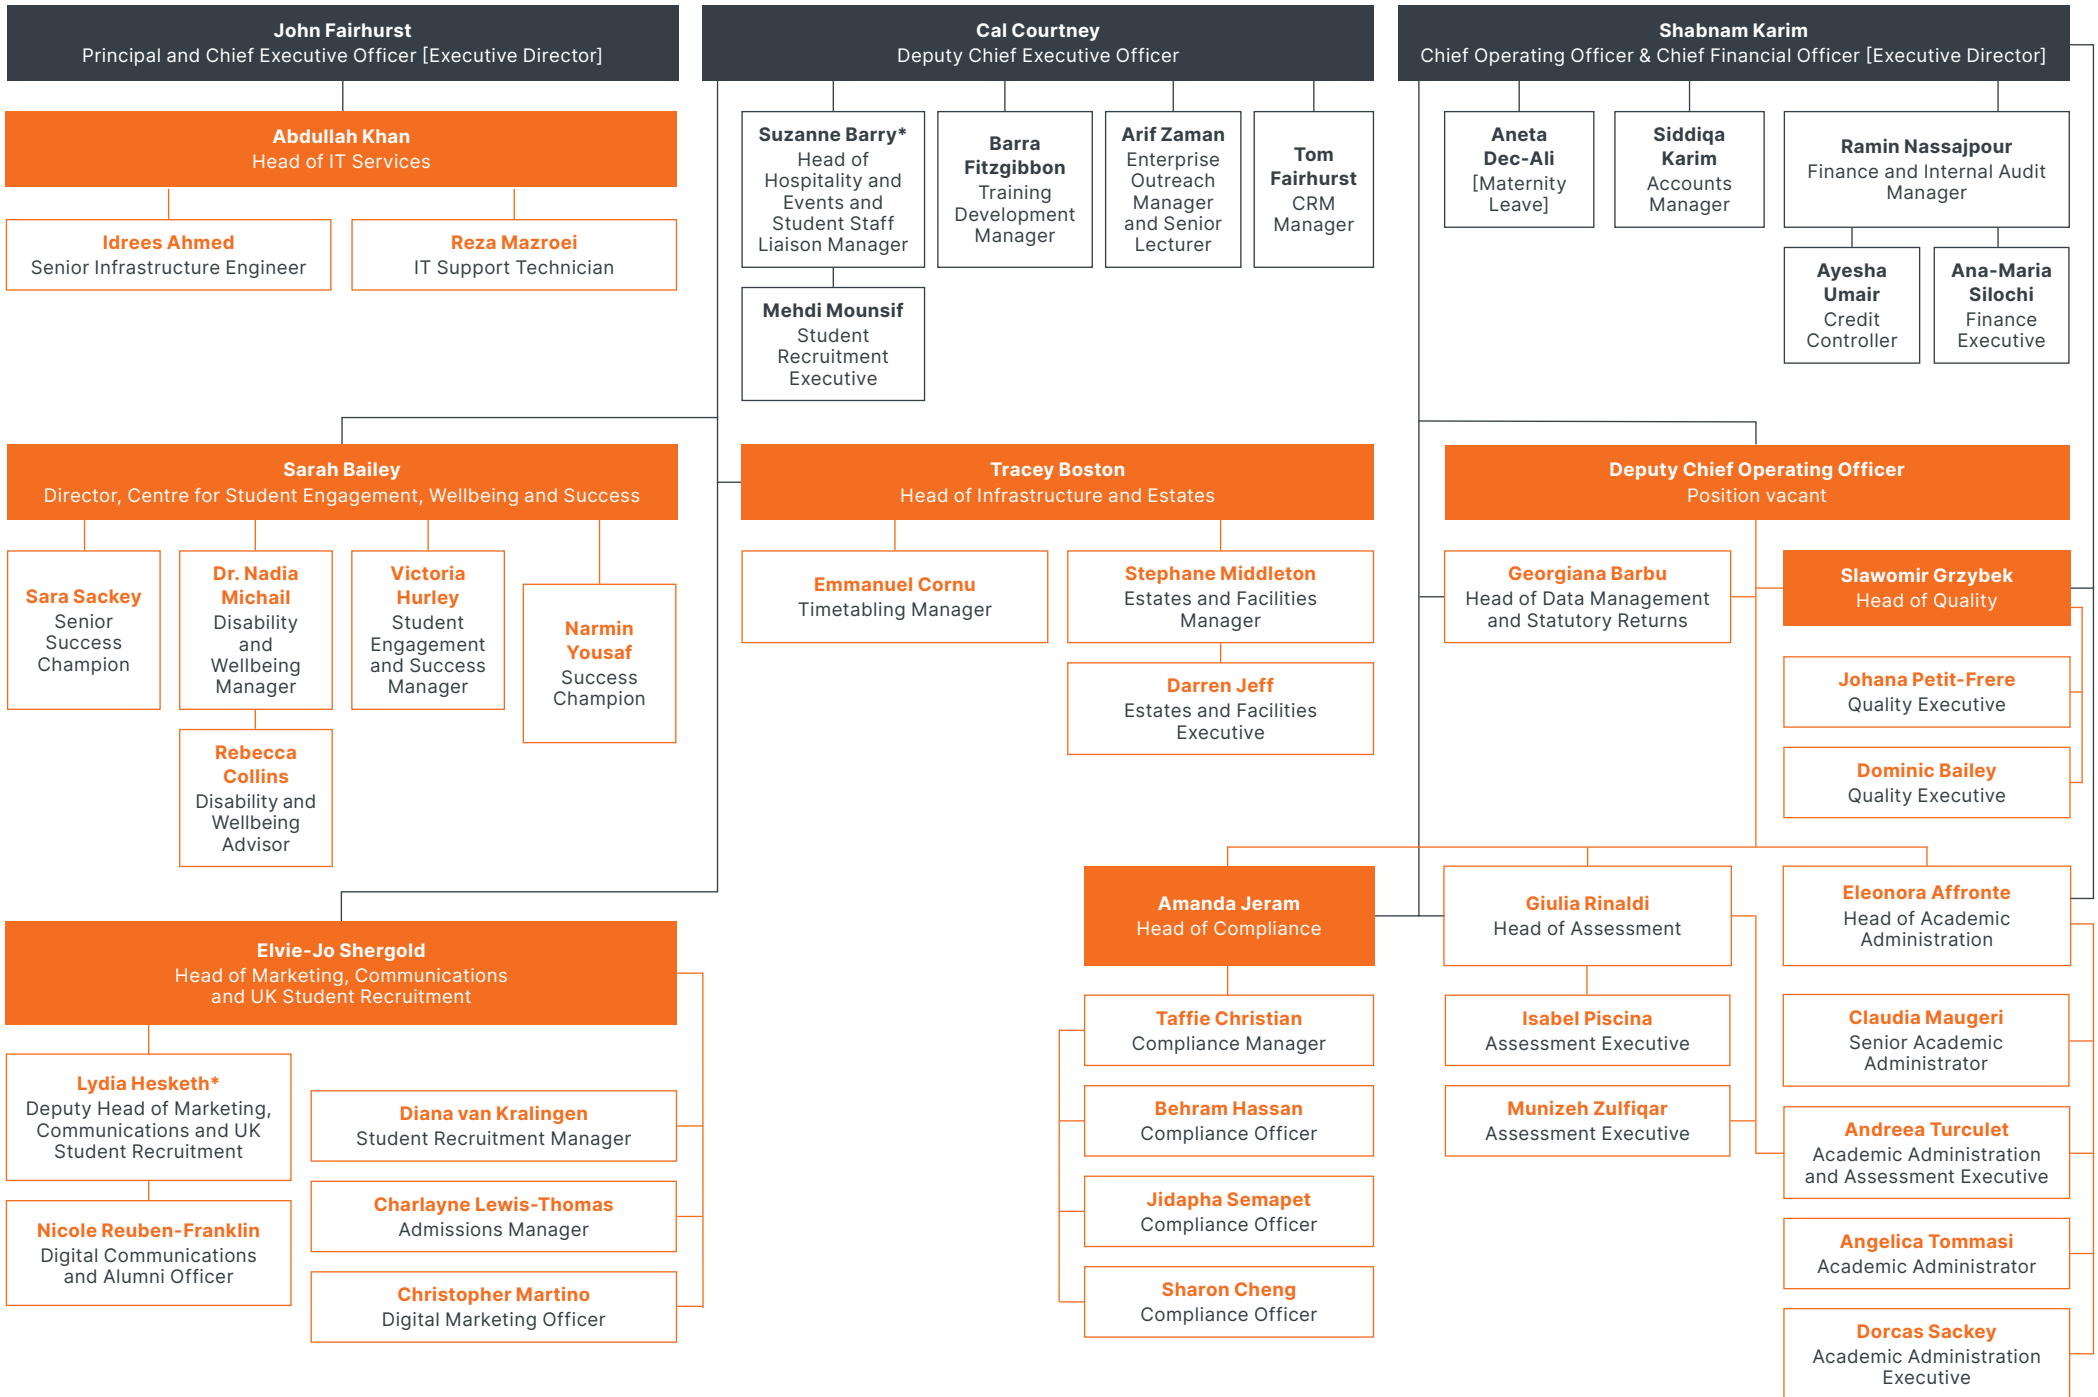 John Fairhurst
Principal and Chief Executive Officer [Executive Director]
Abdullah Khan
Head of IT Services
Idrees Ahmed
Senior Infrastructure Engineer
Reza Mazroei
IT Support Technician
Cal Courtney
Deputy Chief Executive Officer
Suzanne Barry*
Head of
Hospitality and
Events and
Student Staff
Liaison Manager
Mehdi Mounsif
Student
Recruitment
Executive
Barra
Fitzgibbon
Training
Development
Manager
Arif Zaman
Enterprise
Outreach
Manager
and Senior
Lecturer
Tom
Fairhurst
CRM
Manager
Shabnam Karim
Chief Operating Officer & Chief Financial Officer [Executive Director]
Aneta
Dec-Ali
[Maternity
Leave]
Siddiqa
Karim
Accounts
Manager
Ramin Nassajpour
Finance and Internal Audit
Manager
Ayesha
Umair
Credit
Controller
Ana-Maria
Silochi
Finance
Executive
Sarah Bailey
Director, Centre for Student Engagement, Wellbeing and Success
Sara Sackey
Senior
Success
Champion
Dr. Nadia
Michail
Disability
and
Wellbeing
Manager
Rebecca
Collins
Disability and
Wellbeing
Advisor
Victoria
Hurley
Student
Engagement
and Success
Manager
Narmin
Yousaf
Success
Champion
Tracey Boston
Head of Infrastructure and Estates
Emmanuel Cornu
Timetabling Manager
Stephane Middleton
Estates and Facilities
Manager
Darren Jeff
Estates and Facilities
Executive
Deputy Chief Operating Officer
Position vacant
Georgiana Barbu
Head of Data Management
and Statutory Returns
Slawomir Grzybek
Head of Quality
Johana Petit-Frere
Quality Executive
Dominic Bailey
Quality Executive
Elvie-Jo Shergold
Head of Marketing, Communications
and UK Student Recruitment
Lydia Hesketh*
Deputy Head of Marketing,
Communications and UK
Student Recruitment
Nicole Reuben-Franklin
Digital Communications
and Alumni Officer
Diana van Kralingen
Student Recruitment Manager
Charlayne Lewis-Thomas
Admissions Manager
Christopher Martino
Digital Marketing Officer
Amanda Jeram
Head of Compliance
Taffie Christian
Compliance Manager
Behram Hassan
Compliance Officer
Jidapha Semapet
Compliance Officer
Sharon Cheng
Compliance Officer
Giulia Rinaldi
Head of Assessment
Isabel Piscina
Assessment Executive
Munizeh Zulfiqar
Assessment Executive
Eleonora Affronte
Head of Academic
Administration
Claudia Maugeri
Senior Academic
Administrator
Andreea Turculet
Academic Administration
and Assessment Executive
Angelica Tommasi
Academic Administrator
Dorcas Sackey
Academic Administration
Executive